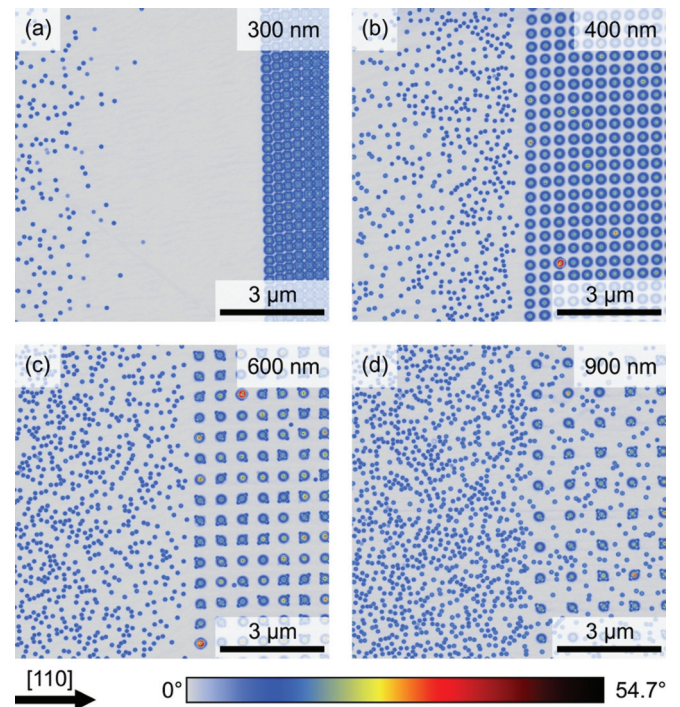 (a) 300 nm
(b) 400 nm
3 µm
3 µm
(c) 600 nm
(d) 900 nm
3 µm
3 µm
[110]
0° 54.7°